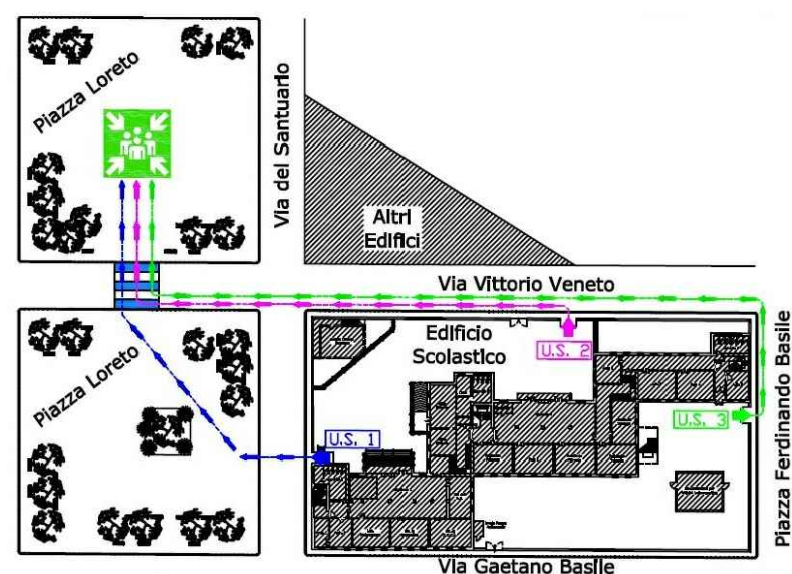 Piazza Loreto
Via del Santuario
Altri
Edifici
Via Vittorio Veneto
Piazza Loreto
Edificio
Scolastico
U.S. 2
U.S. 1
U.S. 3
Piazza Ferdinando Basile
Via Gaetano Basile